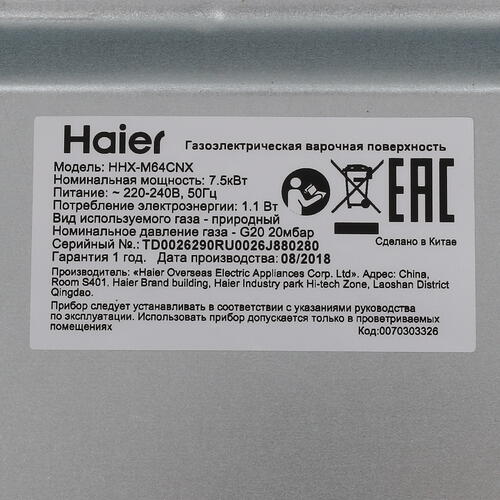 Haier Газоэлектрическая варочная поверхность
Модель: HHX-M64CNX
Номинальная мощность: 7.5кВт
Питание: ~ 220-240В, 50Гц
Потребление электроэнергии: 1.1 Вт
Вид используемого газа - природный
Номинальное давление газа - G20 20мбар
Серийный №.: TD0026290RU0026J880280
Гарантия 1 год. Дата производства: 08/2018
EAC
Сделано в Китае
Изготовитель: «Haier Overseas Electric Appliances Corp. Ltd». Адрес: China,
Room S401, Haier Brand building, Haier Industry park Hi-tech Zone, Laoshan District
Qingdao.
Прибор следует устанавливать в соответствии с указаниями руководства
по эксплуатации. Использовать прибор допускается только в проветриваемых
помещениях
Код:0070303326